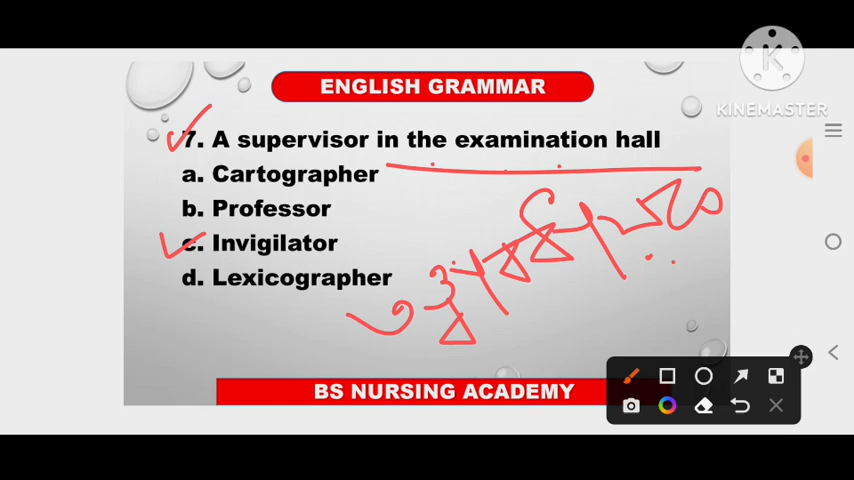 ENGLISH GRAMMAR
KINEMASTER
7. A supervisor in the examination hall
a. Cartographer
b. Professor
c. Invigilator
d. Lexicographer
BS NURSING ACADEMY